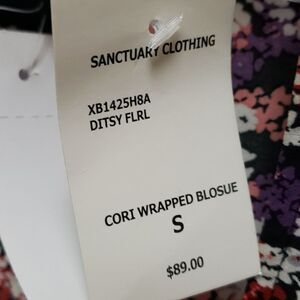 SANCTUARY CLOTHING
XB1425H8A
DITSY FLRL
CORI WRAPPED BLOSUE
S
$89.00